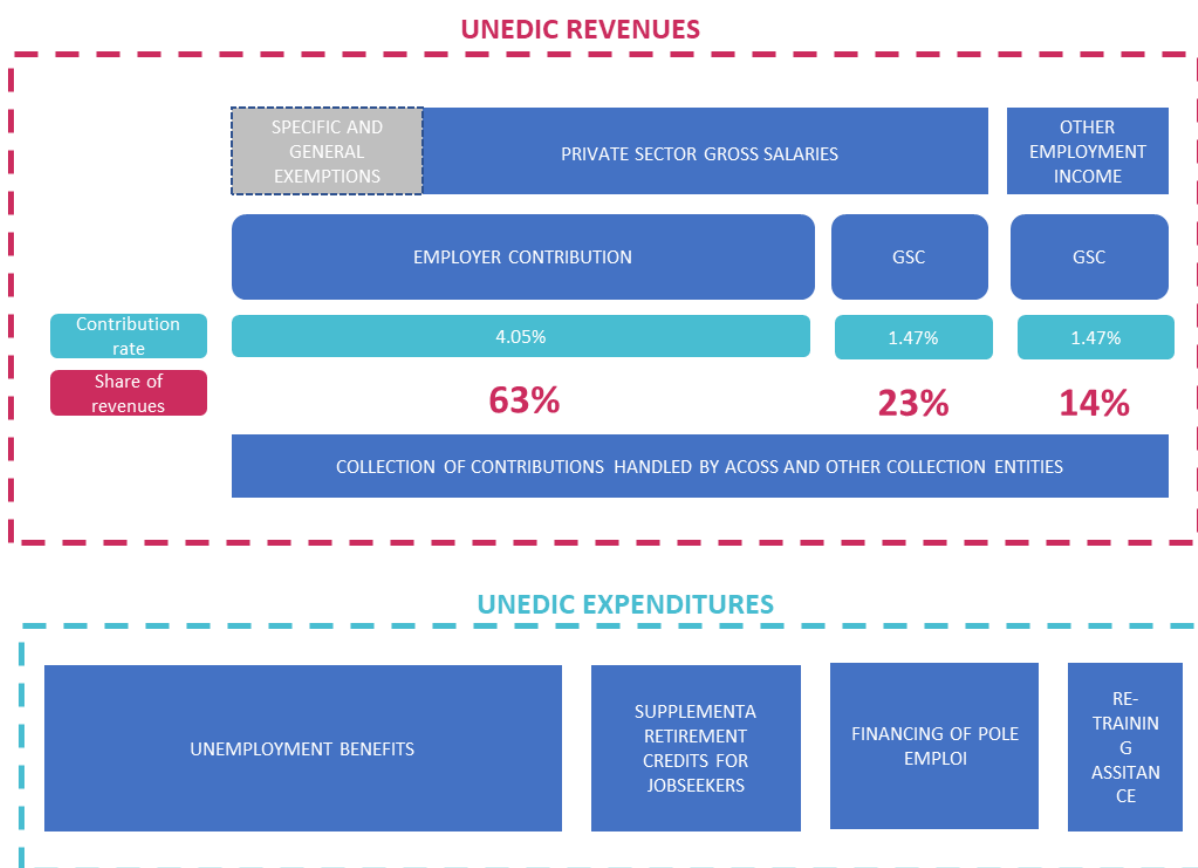 UNEDIC REVENUES
SPECIFIC AND
GENERAL
EXEMPTIONS
PRIVATE SECTOR GROSS SALARIES
OTHER
EMPLOYMENT
INCOME
EMPLOYER CONTRIBUTION
GSC
GSC
Contribution
rate
4.05%
1.47%
1.47%
Share of
revenues
63%
23%
14%
COLLECTION OF CONTRIBUTIONS HANDLED BY ACOSS AND OTHER COLLECTION ENTITIES
UNEDIC EXPENDITURES
UNEMPLOYMENT BENEFITS
SUPPLEMENTA
RETIREMENT
CREDITS FOR
JOBSEEKERS
FINANCING OF POLE
EMPLOI
RE-
TRAININ
G
ASSITAN
CE